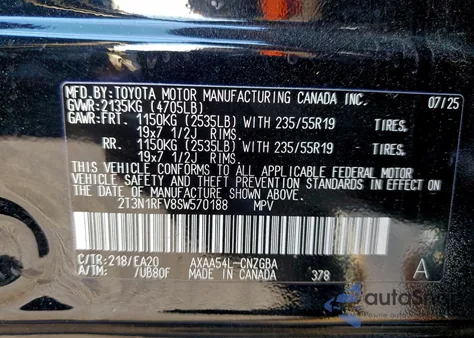 MFD.BY:TOYOTA MOTOR MANUFACTURING CANADA INC. 07/25
GVWR:2135KG (4705LB)
GAWR:FRT. 1150KG (2535LB) WITH 235/55R19 TIRES.
19x7 1/2J RIMS.
RR. 1150KG (2535LB) WITH 235/55R19 TIRES.
19x7 1/2J RIMS.
THIS VEHICLE CONFORMS TO ALL APPLICABLE FEDERAL MOTOR
VEHICLE SAFETY AND THEFT PREVENTION STANDARDS IN EFFECT
ON THE DATE OF MANUFACTURE SHOWN ABOVE.
2T3N1RFV8SW570188 MPV
C/TR:218/EA20 AXAA54L-CNZGBA
A/TM: /UB80F MADE IN CANADA 378 A